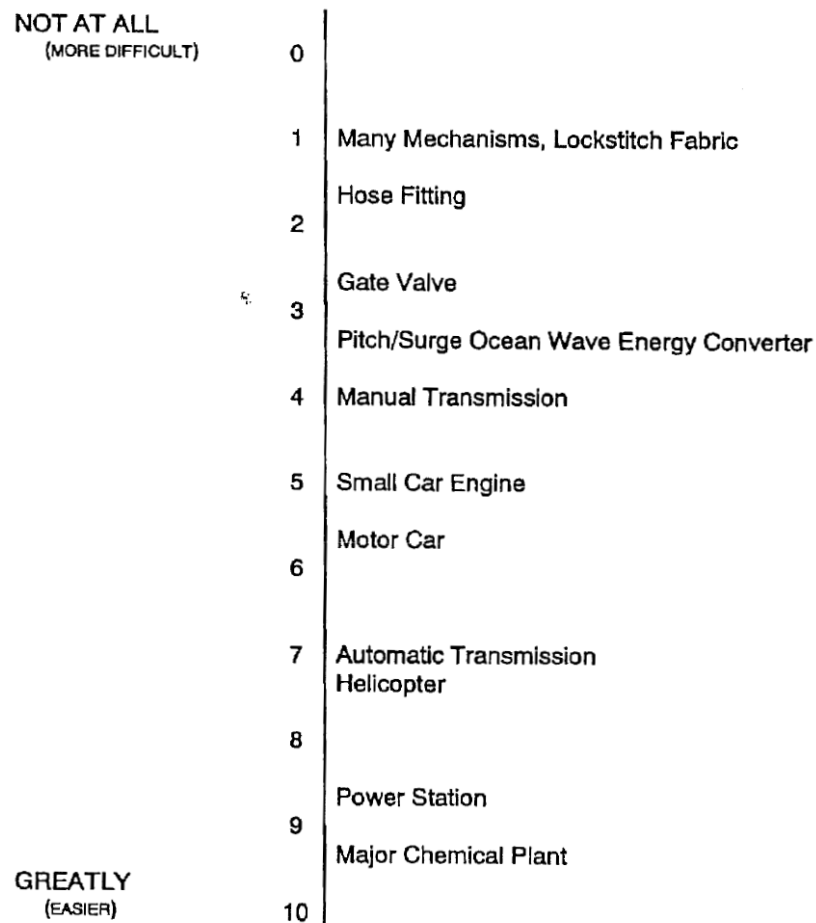 NOT AT ALL
(MORE DIFFICULT) 0
1 Many Mechanisms, Lockstitch Fabric
Hose Fitting
2
Gate Valve
3
Pitch/Surge Ocean Wave Energy Converter
4 Manual Transmission
5 Small Car Engine
Motor Car
6
7 Automatic Transmission
Helicopter
8
Power Station
9
Major Chemical Plant
GREATLY
(EASIER) 10